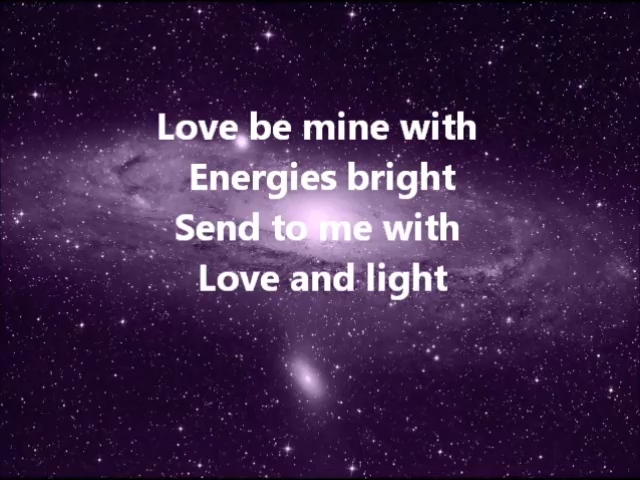 Love be mine with
Energies bright
Send to me with
Love and light